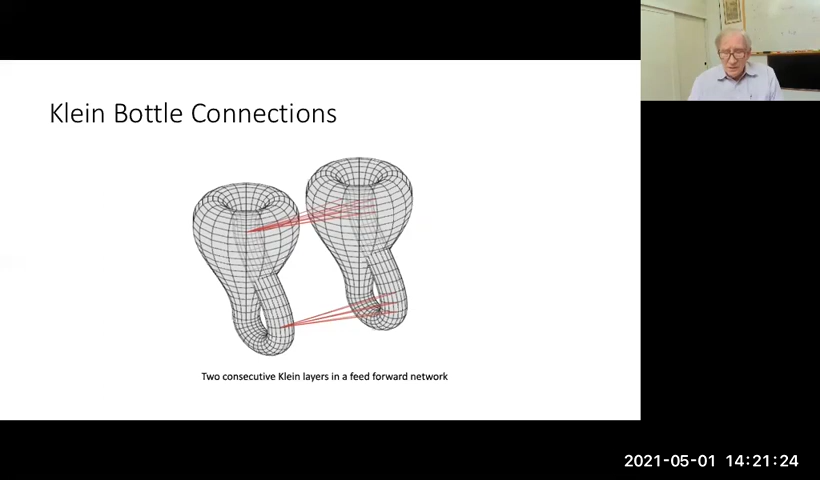 Klein Bottle Connections
Two consecutive Klein layers in a feed forward network
2021-05-01 14:21:24